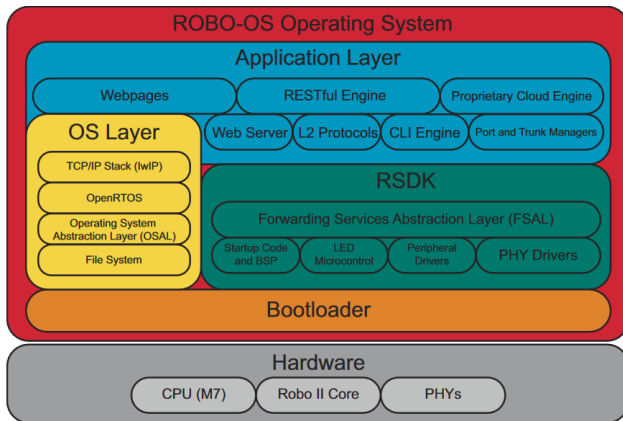 ROBO-OS Operating System
Application Layer
Webpages
RESTful Engine
Proprietary Cloud Engine
OS Layer
Web Server
L2 Protocols
CLI Engine
Port and Trunk Managers
TCP/IP Stack (lwIP)
OpenRTOS
Operating System
Abstraction Layer (OSAL)
File System
RSDK
Forwarding Services Abstraction Layer (FSAL)
Startup Code
and BSP
LED
Microcontrol
Peripheral
Drivers
PHY Drivers
Bootloader
Hardware
CPU (M7)
Robo II Core
PHYs